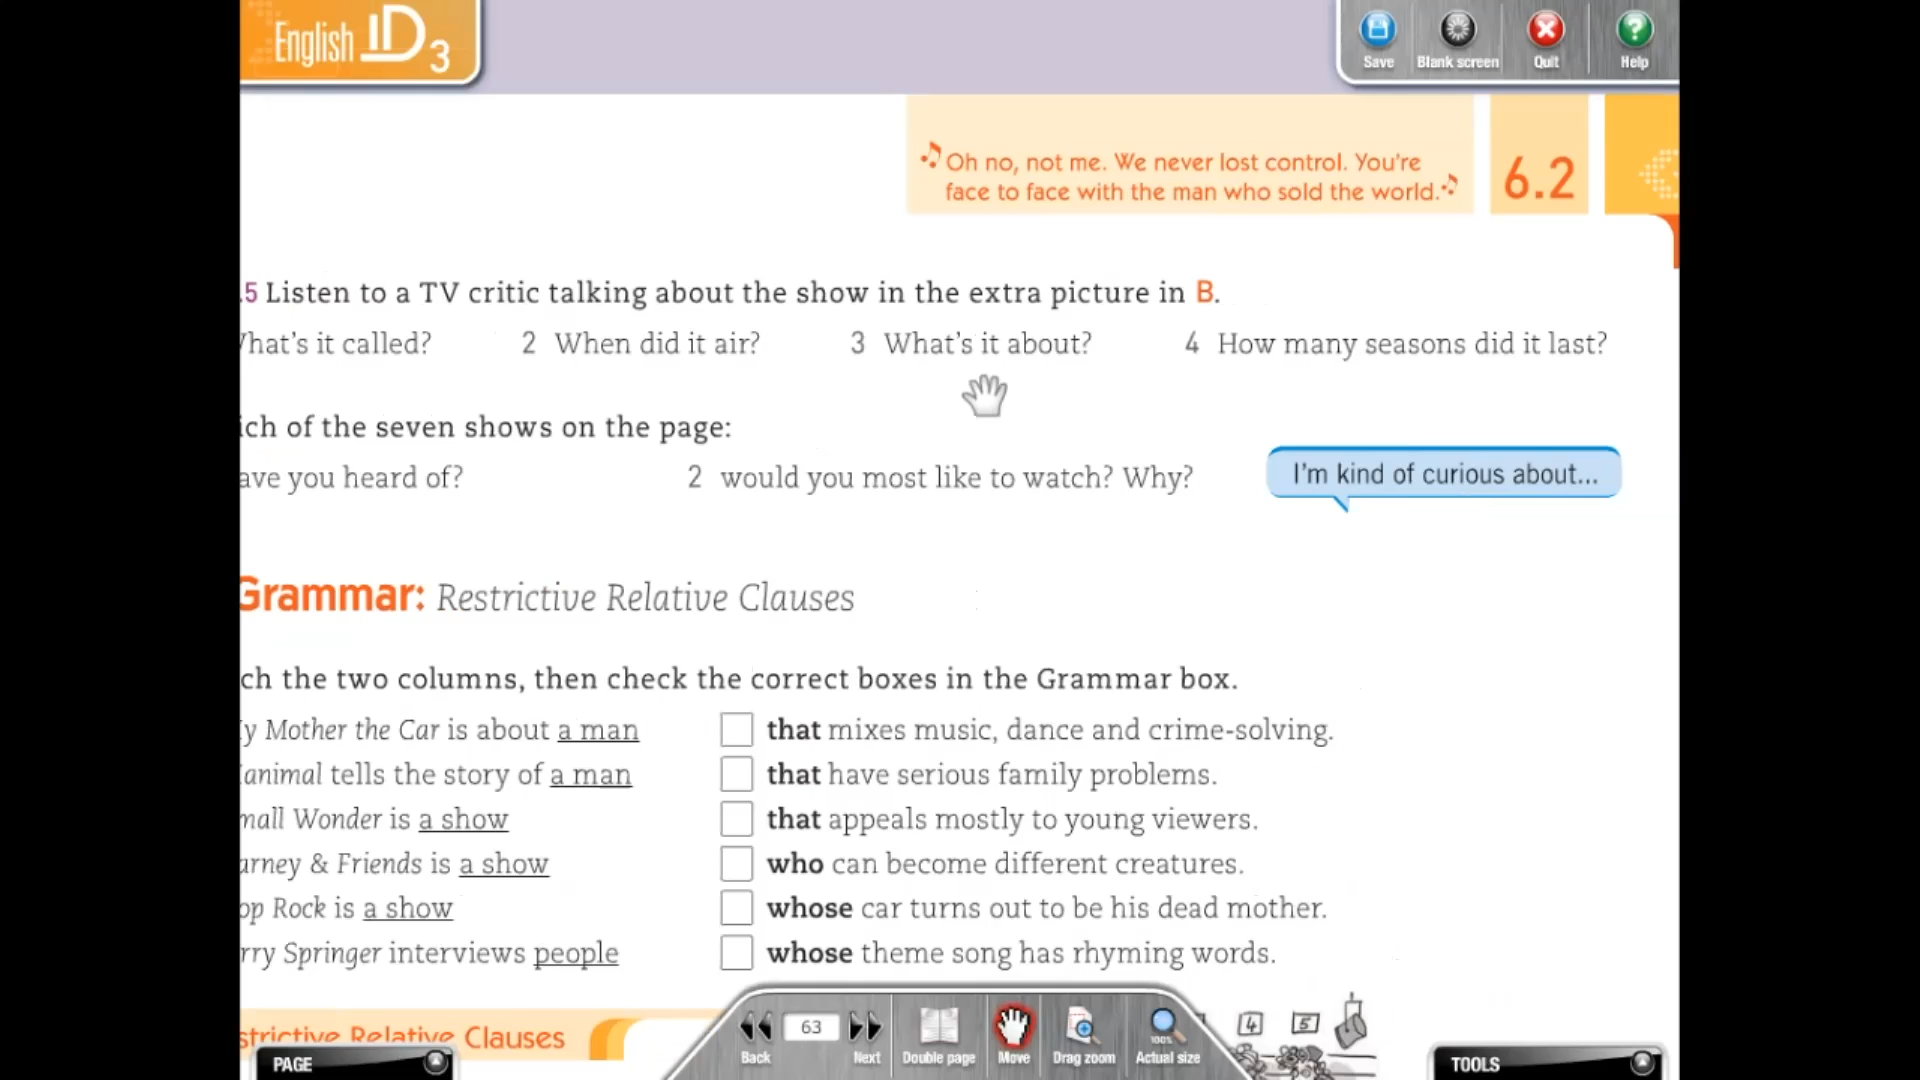 English ID 3
Save
Blank screen
Quit
Help
Oh no, not me. We never lost control. You're
face to face with the man who sold the world.
6.2
.5 Listen to a TV critic talking about the show in the extra picture in B.
hat's it called?
2 When did it air?
3 What's it about?
4 How many seasons did it last?
ich of the seven shows on the page:
ave you heard of?
2 would you most like to watch? Why?
I'm kind of curious about...
Grammar: Restrictive Relative Clauses
ch the two columns, then check the correct boxes in the Grammar box.
y Mother the Car is about a man
that mixes music, dance and crime-solving.
animal tells the story of a man
that have serious family problems.
mall Wonder is a show
that appeals mostly to young viewers.
arney & Friends is a show
who can become different creatures.
op Rock is a show
whose car turns out to be his dead mother.
rry Springer interviews people
whose theme song has rhyming words.
strictive Relative Clauses
4
5
PAGE
Back
63
Next
Double page
Move
Drag zoom
100%
Actual size
TOOLS